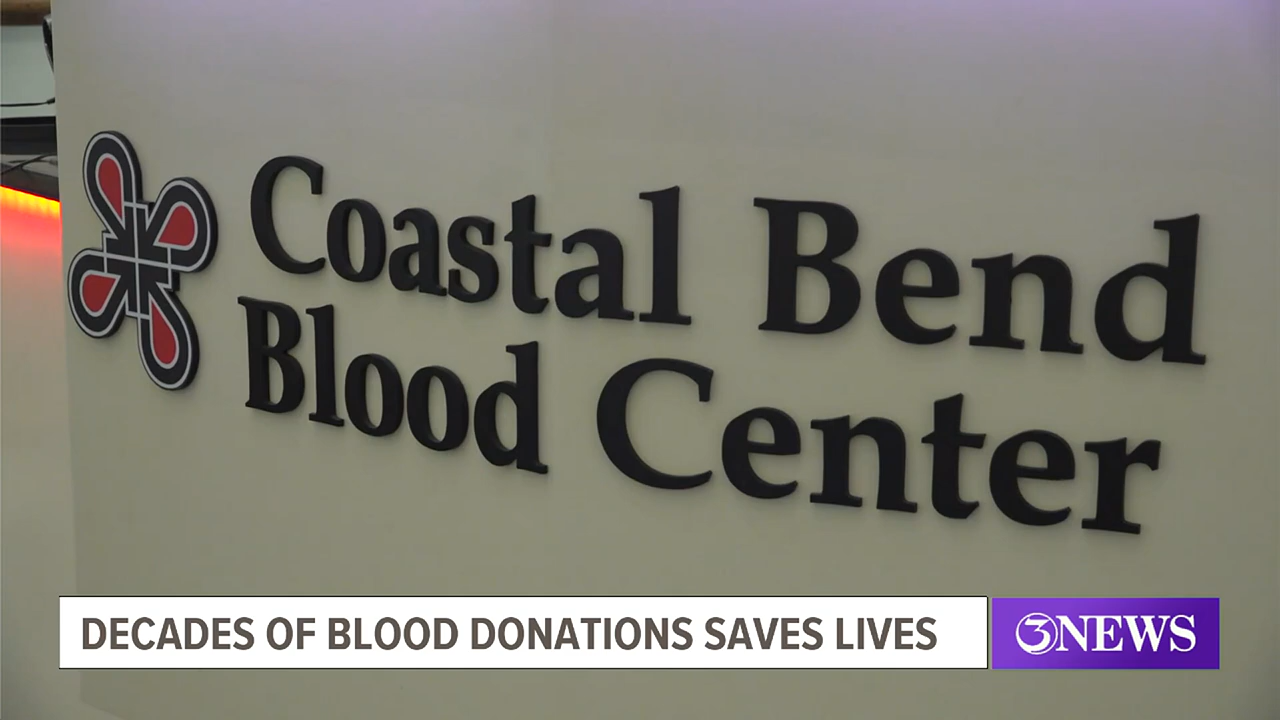 Coastal Bend
Blood Center
DECADES OF BLOOD DONATIONS SAVES LIVES
3NEWS